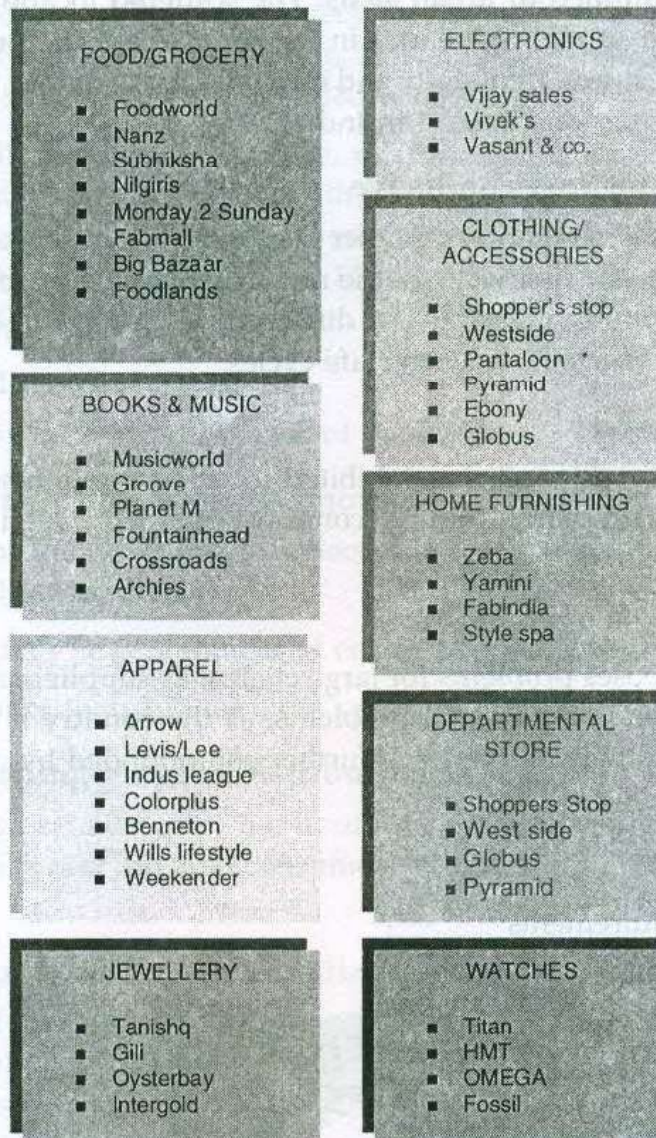 FOOD/GROCERY
Foodworld
Nanz
Subhiksha
Nilgiris
Monday 2 Sunday
Fabmall
Big Bazaar
Foodlands
BOOKS & MUSIC
Musicworld
Groove
Planet M
Fountainhead
Crossroads
Archies
APPAREL
Arrow
Levis/Lee
Indus league
Colorplus
Benneton
Wills lifestyle
Weekender
JEWELLERY
Tanishq
Gili
Oysterbay
Intergold
ELECTRONICS
Vijay sales
Vivek's
Vasant & co.
CLOTHING/
ACCESSORIES
Shopper's stop
Westside
Pantaloon
Pyramid
Ebony
Globus
HOME FURNISHING
Zeba
Yamini
Fabindia
Style spa
DEPARTMENTAL
STORE
Shoppers Stop
West side
Globus
Pyramid
WATCHES
Titan
HMT
OMEGA
Fossil